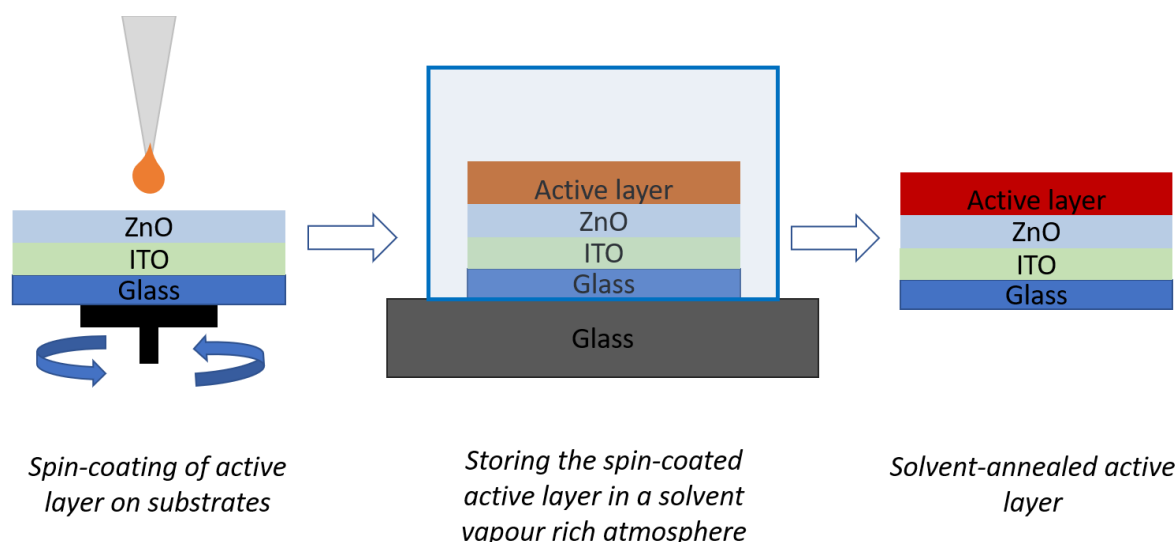 ZnO
ITO
Glass
Active layer
ZnO
ITO
Glass
Glass
Active layer
ZnO
ITO
Glass
Spin-coating of active
layer on substrates
Storing the spin-coated
active layer in a solvent
vapour rich atmosphere
Solvent-annealed active
layer